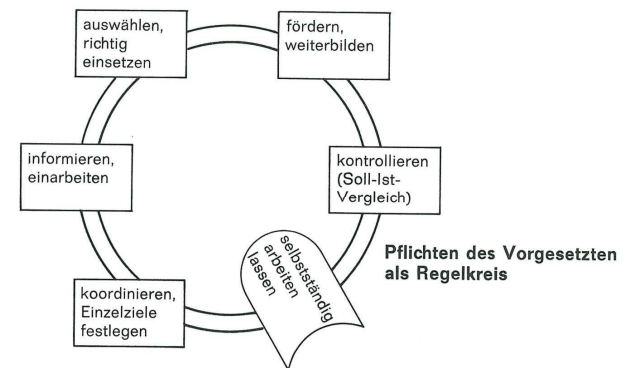 auswählen,
richtig
einsetzen
fördern,
weiterbilden
informieren,
einarbeiten
kontrollieren
(Soll-Ist-
Vergleich)
selbstständig
arbeiten
lassen
Pflichten des Vorgesetzten
als Regelkreis
koordinieren,
Einzelziele
festlegen